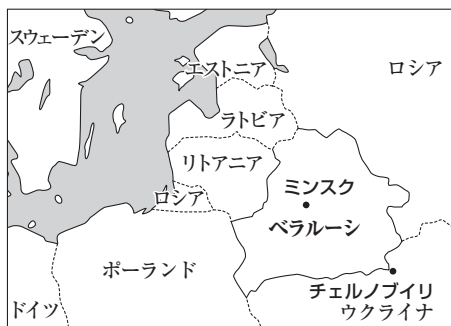 スウェーデン
エストニア
ロシア
ラトビア
リトアニア
ロシア
ミンスク
ベラルーシ
ポーランド
チェルノブイリ
ドイツ
ウクライナ